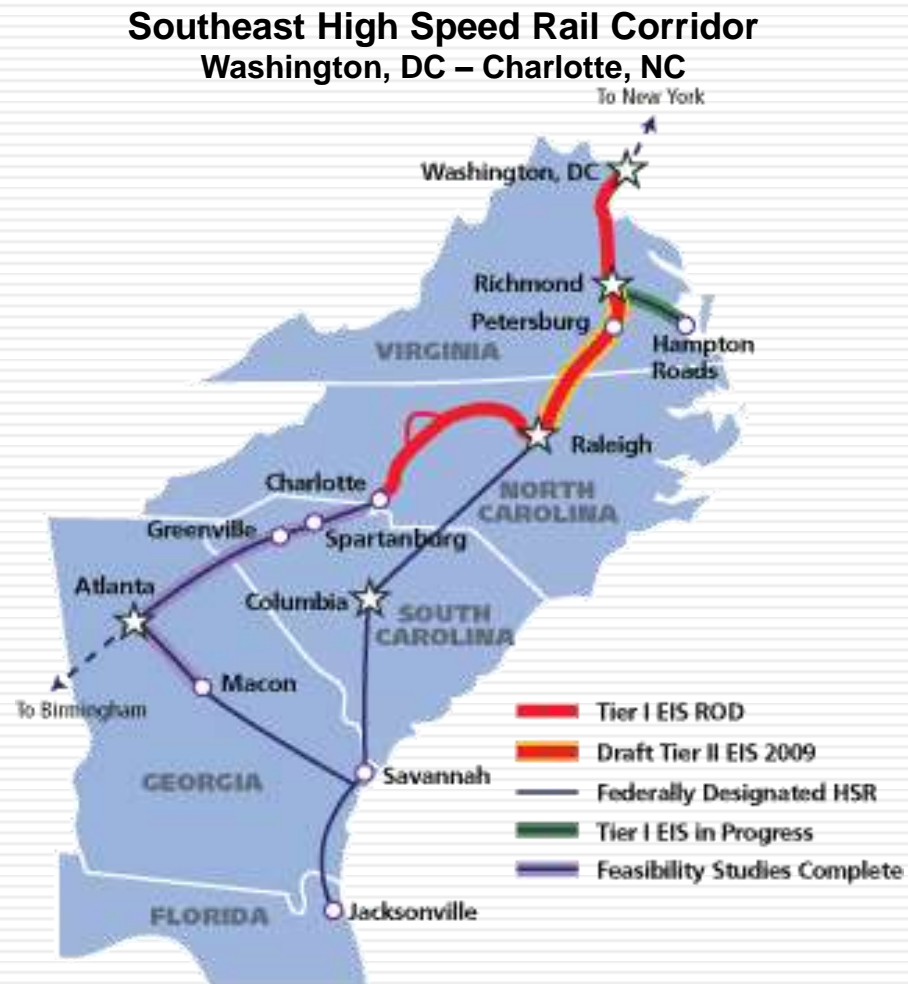 Southeast High Speed Rail Corridor
Washington, DC – Charlotte, NC
To New York
Washington, DC
Richmond
Petersburg
Hampton
Roads
VIRGINIA
Raleigh
Charlotte
NORTH
CAROLINA
Greenville
Spartanburg
Atlanta
Columbia
SOUTH
CAROLINA
Macon
To Birmingham
Tier I EIS ROD
Draft Tier II EIS 2009
Federally Designated HSR
Tier I EIS in Progress
Feasibility Studies Complete
Savannah
GEORGIA
FLORIDA
Jacksonville